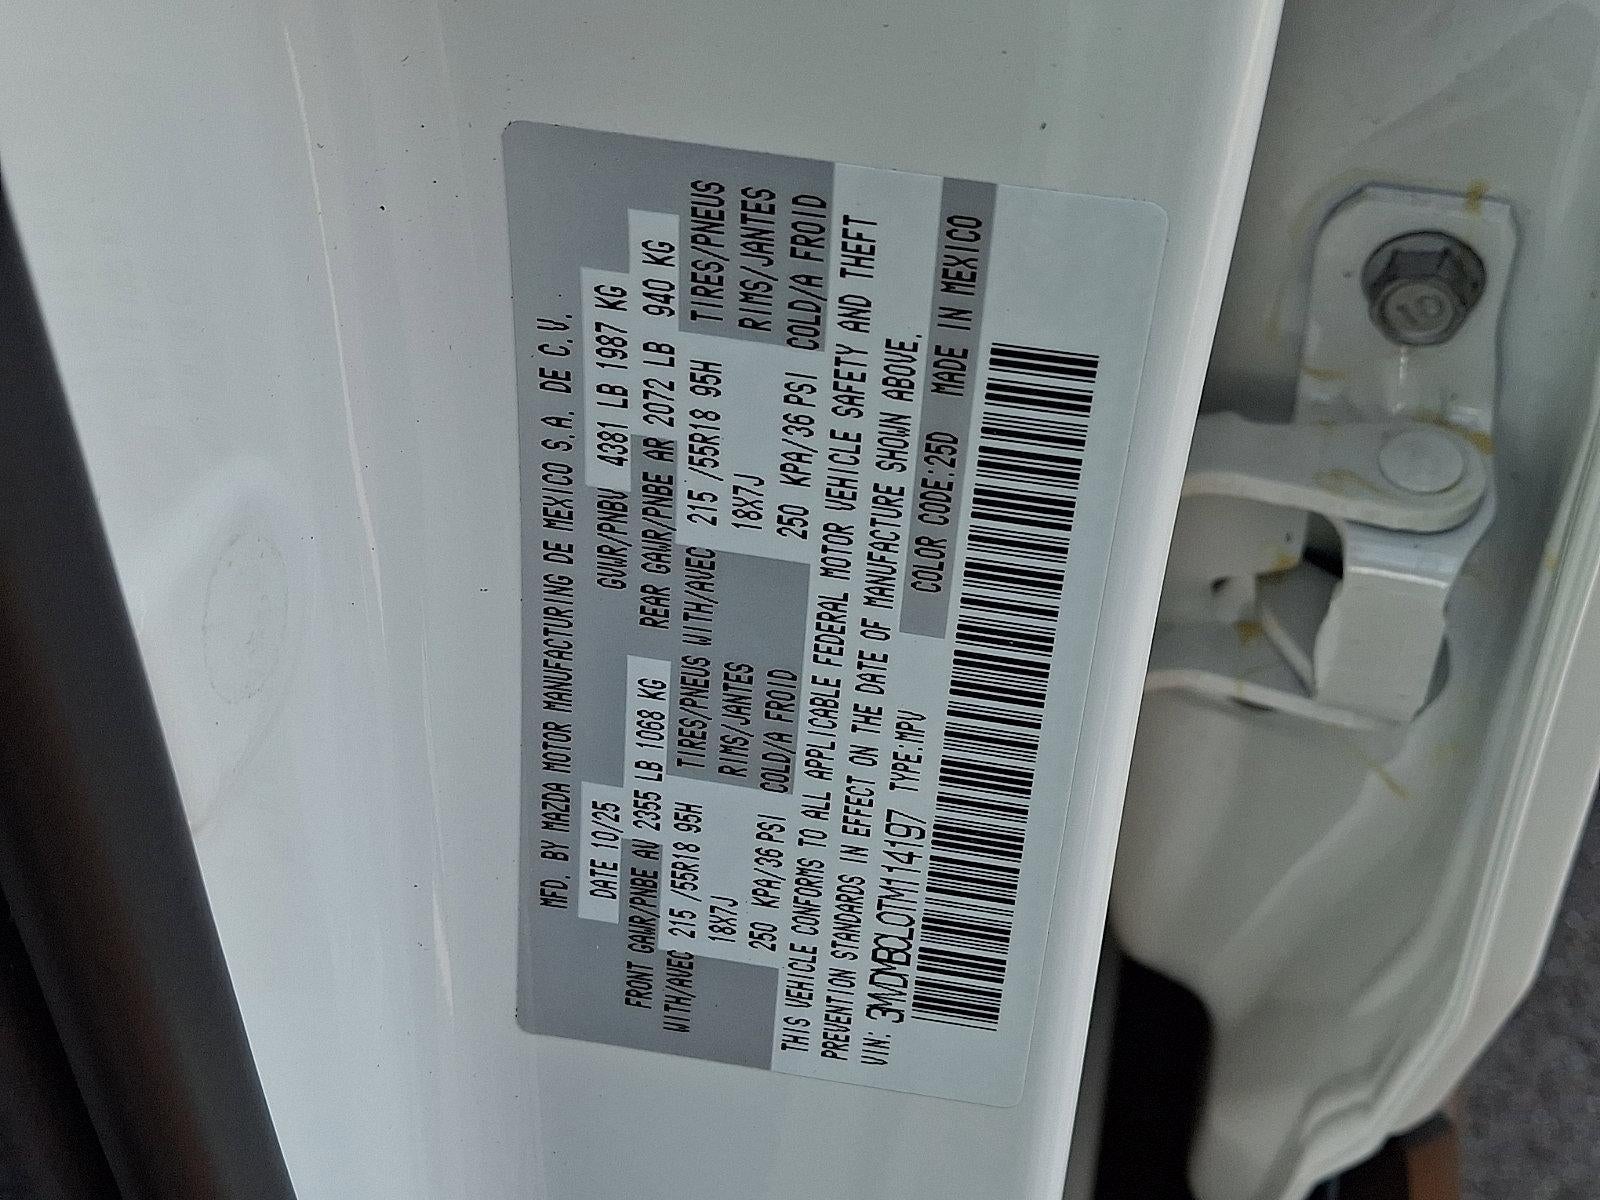 MFD. BY MAZDA MOTOR MANUFACTURING DE MEXICO S.A. DE C.V.
DATE 10/25 GVWR/PNBV 4381 LB 1987 KG
FRONT GAWR/PNBE AV 2355 LB 1068 KG REAR GAWR/PNBE AR 2072 LB 940 KG
WITH/AVEC 215 /55R18 95H TIRES/PNEUS WITH/AVEC 215 /55R18 95H TIRES/PNEUS
18X7J RIMS/JANTES 18X7J RIMS/JANTES
250 KPA/36 PSI COLD/A FROID 250 KPA/36 PSI COLD/A FROID
THIS VEHICLE CONFORMS TO ALL APPLICABLE FEDERAL MOTOR VEHICLE SAFETY AND THEFT
PREVENTION STANDARDS IN EFFECT ON THE DATE OF MANUFACTURE SHOWN ABOVE.
VIN: 3MVDMBCL0TM114197 TYPE:MPV COLOR CODE:25D MADE IN MEXICO
10